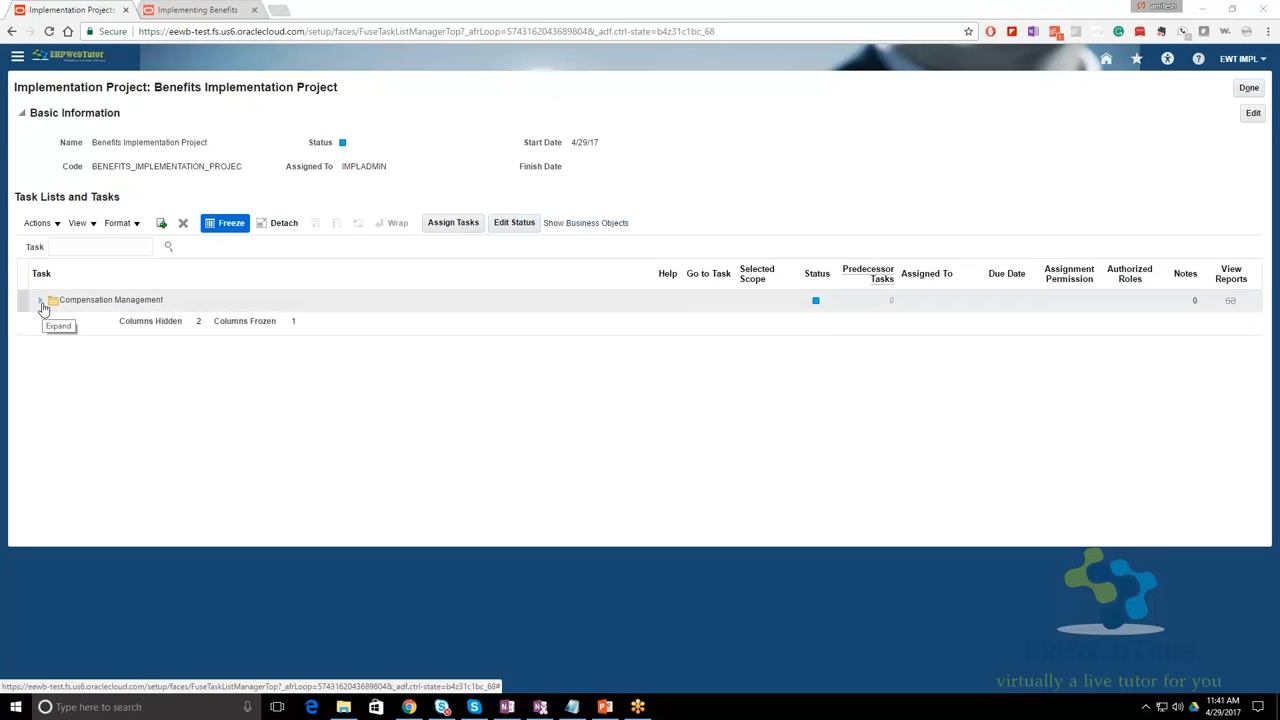 Implementation Project:
Implementing Benefits
amitesh
Secure
https://eewb-test.fs.us6.oraclecloud.com/setup/faces/FuseTaskListManagerTop?_afrLoop=5743162043689804&_adf.ctrl-state=b4z31c1bc_68
ERPWebTutor
EWT IMPL
Implementation Project: Benefits Implementation Project
Done
Basic Information
Edit
Name Benefits Implementation Project Status Start Date 4/29/17
Code BENEFITS_IMPLEMENTATION_PROJEC Assigned To IMPLADMIN Finish Date
Task Lists and Tasks
Actions View Format Freeze Detach Wrap Assign Tasks Edit Status Show Business Objects
Task
Task Help Go to Task Selected Scope Status Predecessor Tasks Assigned To Due Date Assignment Permission Authorized Roles Notes View Reports
Compensation Management 0 0
Expand
Columns Hidden 2 Columns Frozen 1
virtually a live tutor for you
https://eewb-test.fs.us6.oraclecloud.com/setup/faces/FuseTaskListManagerTop?_afrLoop=5743162043689804&_adf.ctrl-state=b4z31c1bc_68#
Type here to search
11:41 AM
4/29/2017